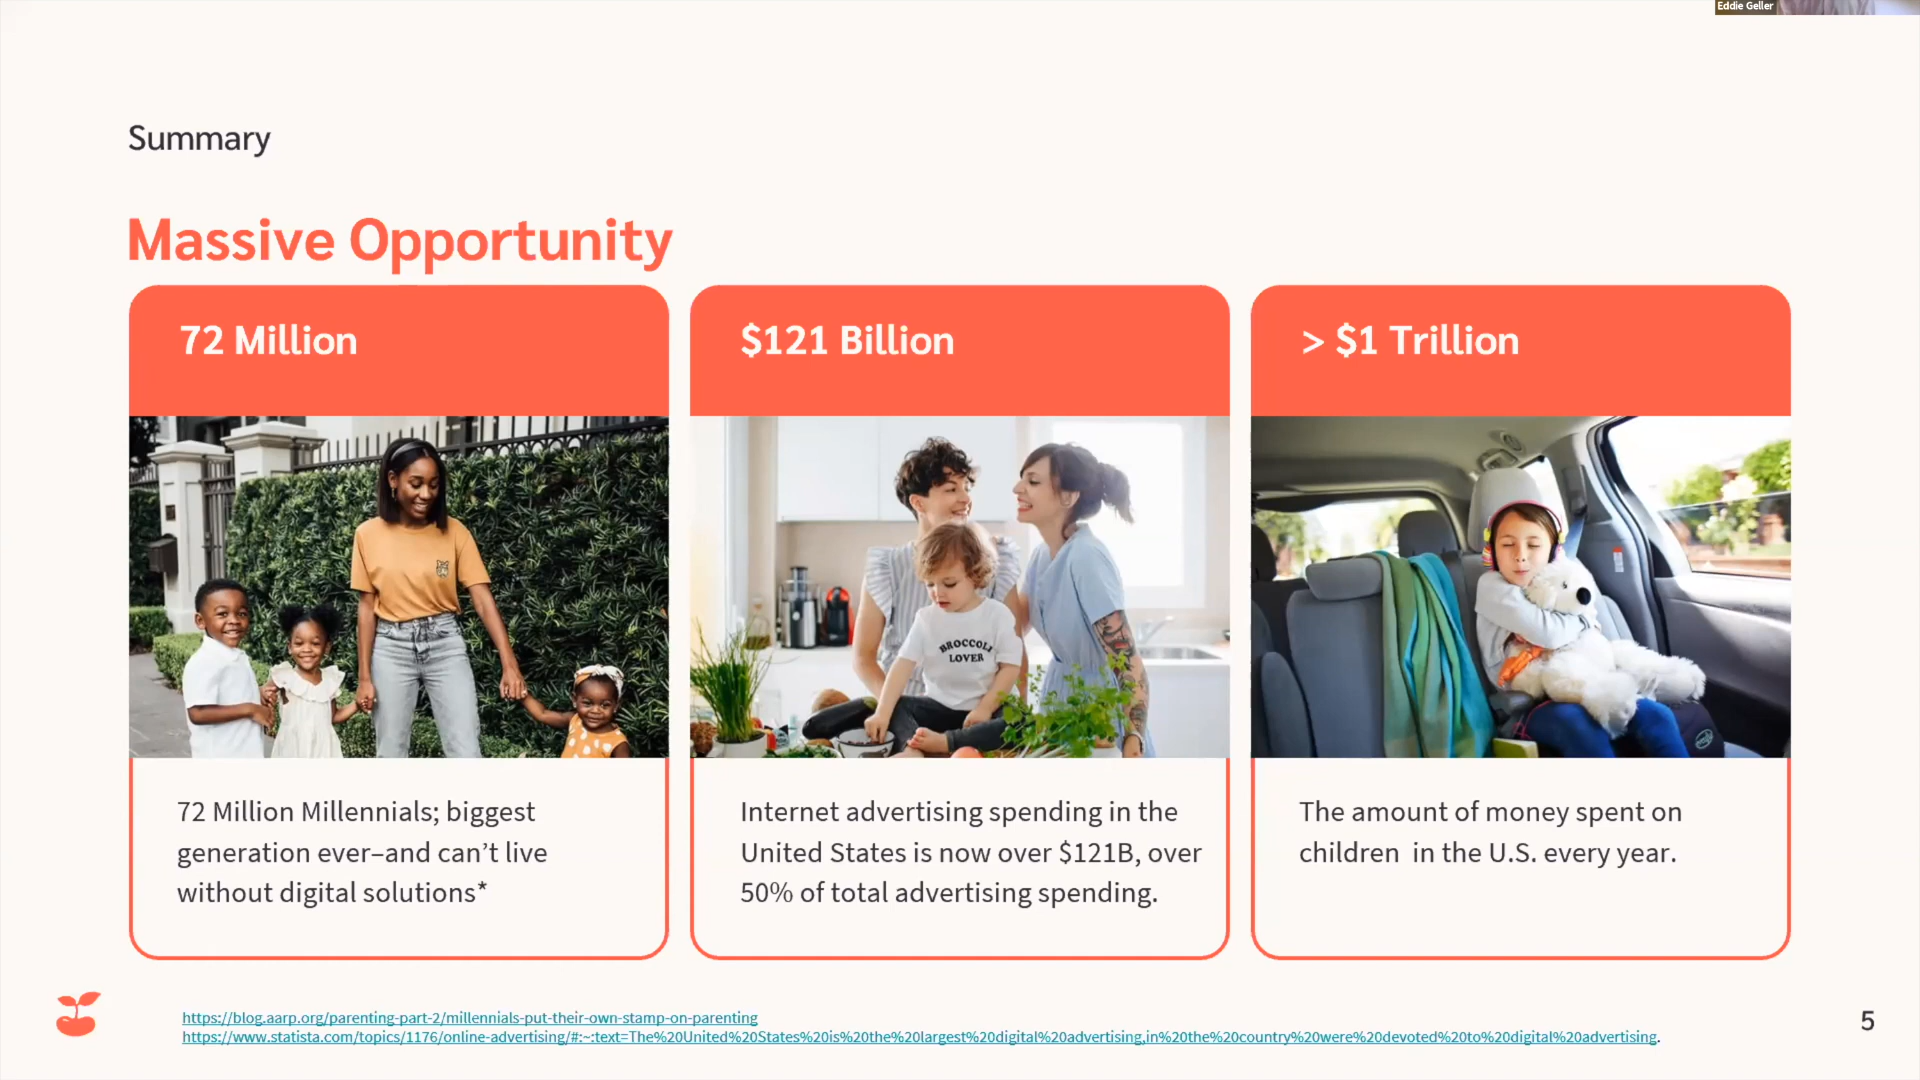 Eddie Geller
Summary
Massive Opportunity
72 Million
$121 Billion
> $1 Trillion
BROCCOLI
LOVER
72 Million Millennials; biggest
generation ever–and can’t live
without digital solutions*
Internet advertising spending in the
United States is now over $121B, over
50% of total advertising spending.
The amount of money spent on
children in the U.S. every year.
https://blog.aarp.org/parenting-part-2/millennials-put-their-own-stamp-on-parenting
https://www.statista.com/topics/1176/online-advertising/#:~:text=The%20United%20States%20is%20the%20largest%20digital%20advertising,in%20the%20country%20were%20devoted%20to%20digital%20advertising.
5